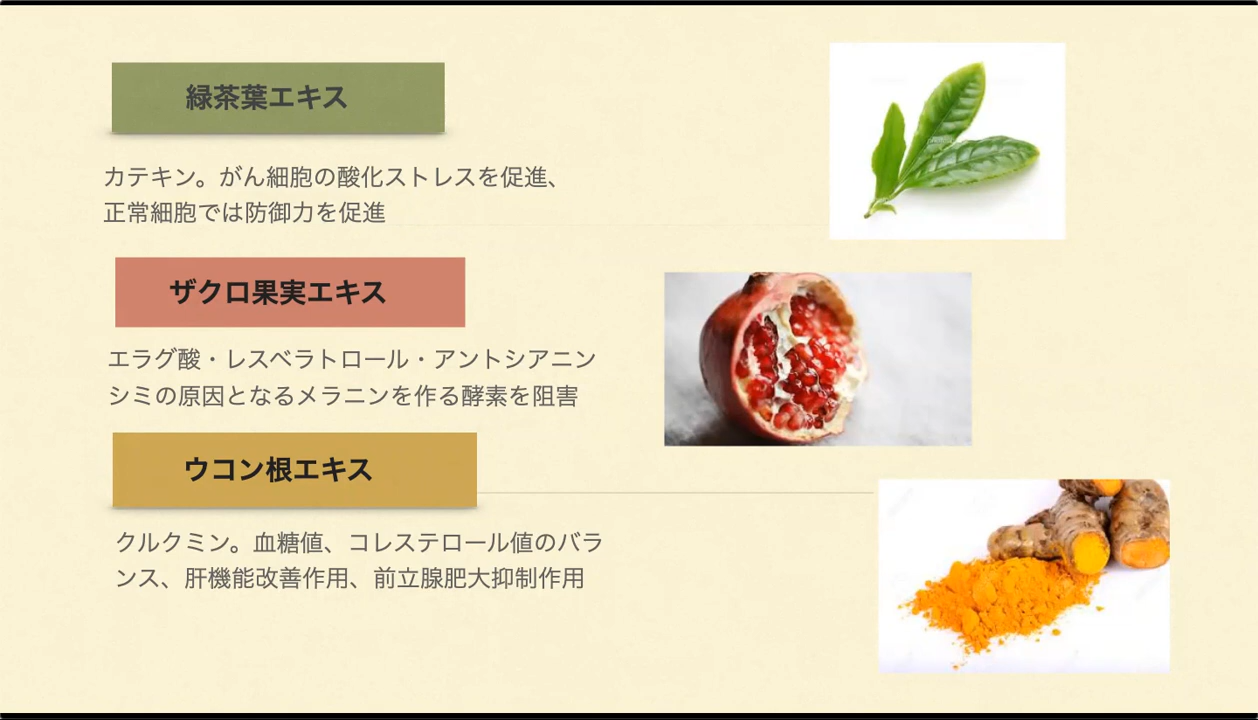 緑茶葉エキス
カテキン。がん細胞の酸化ストレスを促進、
正常細胞では防御力を促進
ザクロ果実エキス
エラグ酸・レスベラトロール・アントシアニン
シミの原因となるメラニンを作る酵素を阻害
ウコン根エキス
クルクミン。血糖値、コレステロール値のバラ
ンス、肝機能改善作用、前立腺肥大抑制作用